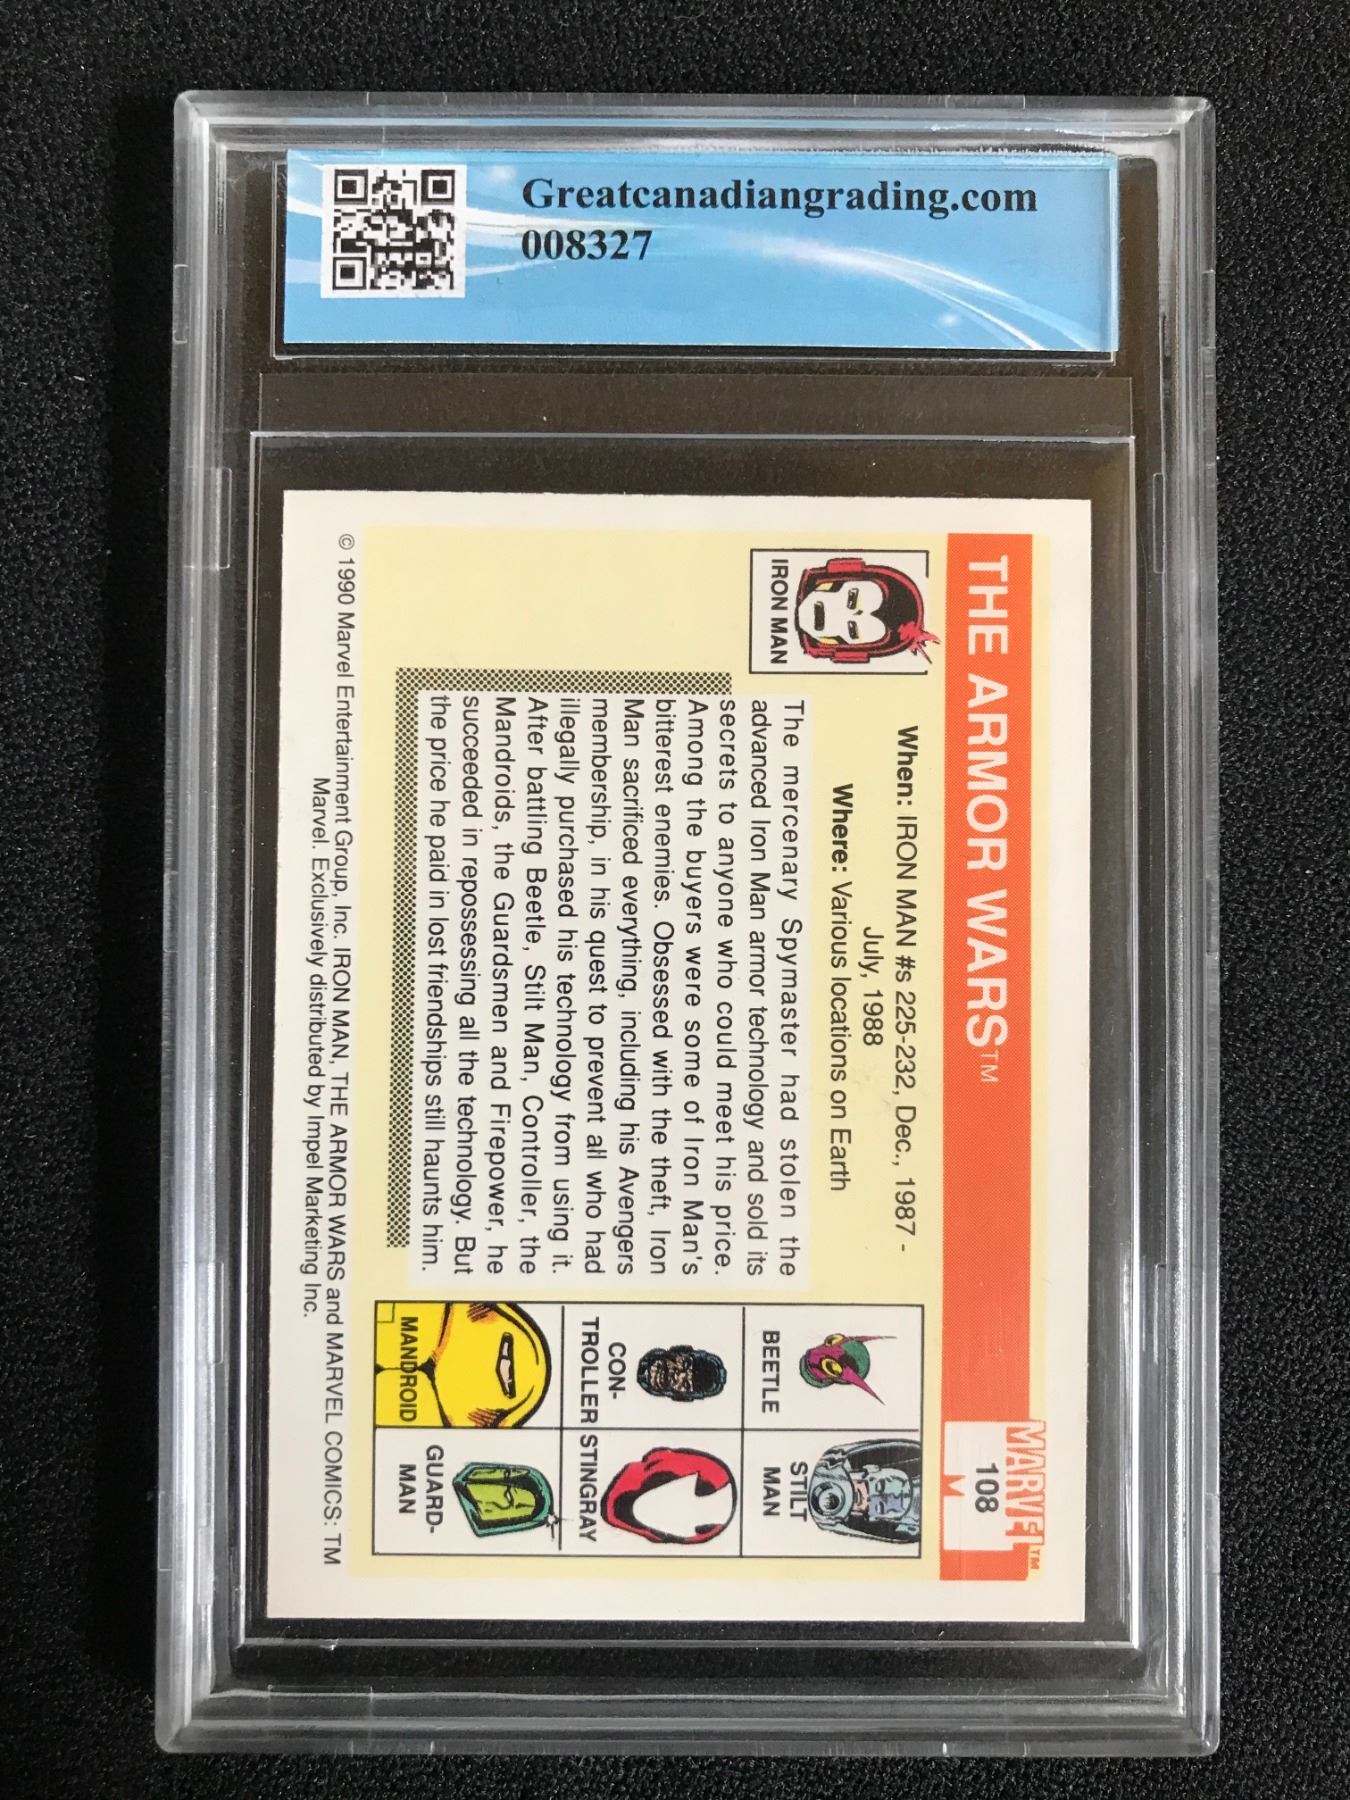 Greatcanadiangrading.com
008327
THE ARMOR WARS™
MARVEL™
108
When: IRON MAN #s 225-232, Dec., 1987 -
July, 1988
Where: Various locations on Earth
IRON MAN
The mercenary Spymaster had stolen the
advanced Iron Man armor technology and sold its
secrets to anyone who could meet his price.
Among the buyers were some of Iron Man's
bitterest enemies. Obsessed with the theft, Iron
Man sacrificed everything, including his Avengers
membership, in his quest to prevent all who had
illegally purchased his technology from using it.
After battling Beetle, Stilt Man, Controller, the
Mandroids, the Guardsmen and Firepower, he
succeeded in repossessing all the technology. But
the price he paid in lost friendships still haunts him.
BEETLE
STILT
MAN
CON-
TROLLER
STINGRAY
MANDROID
GUARD-
MAN
© 1990 Marvel Entertainment Group, Inc. IRON MAN, THE ARMOR WARS and MARVEL COMICS: TM
Marvel. Exclusively distributed by Impel Marketing Inc.